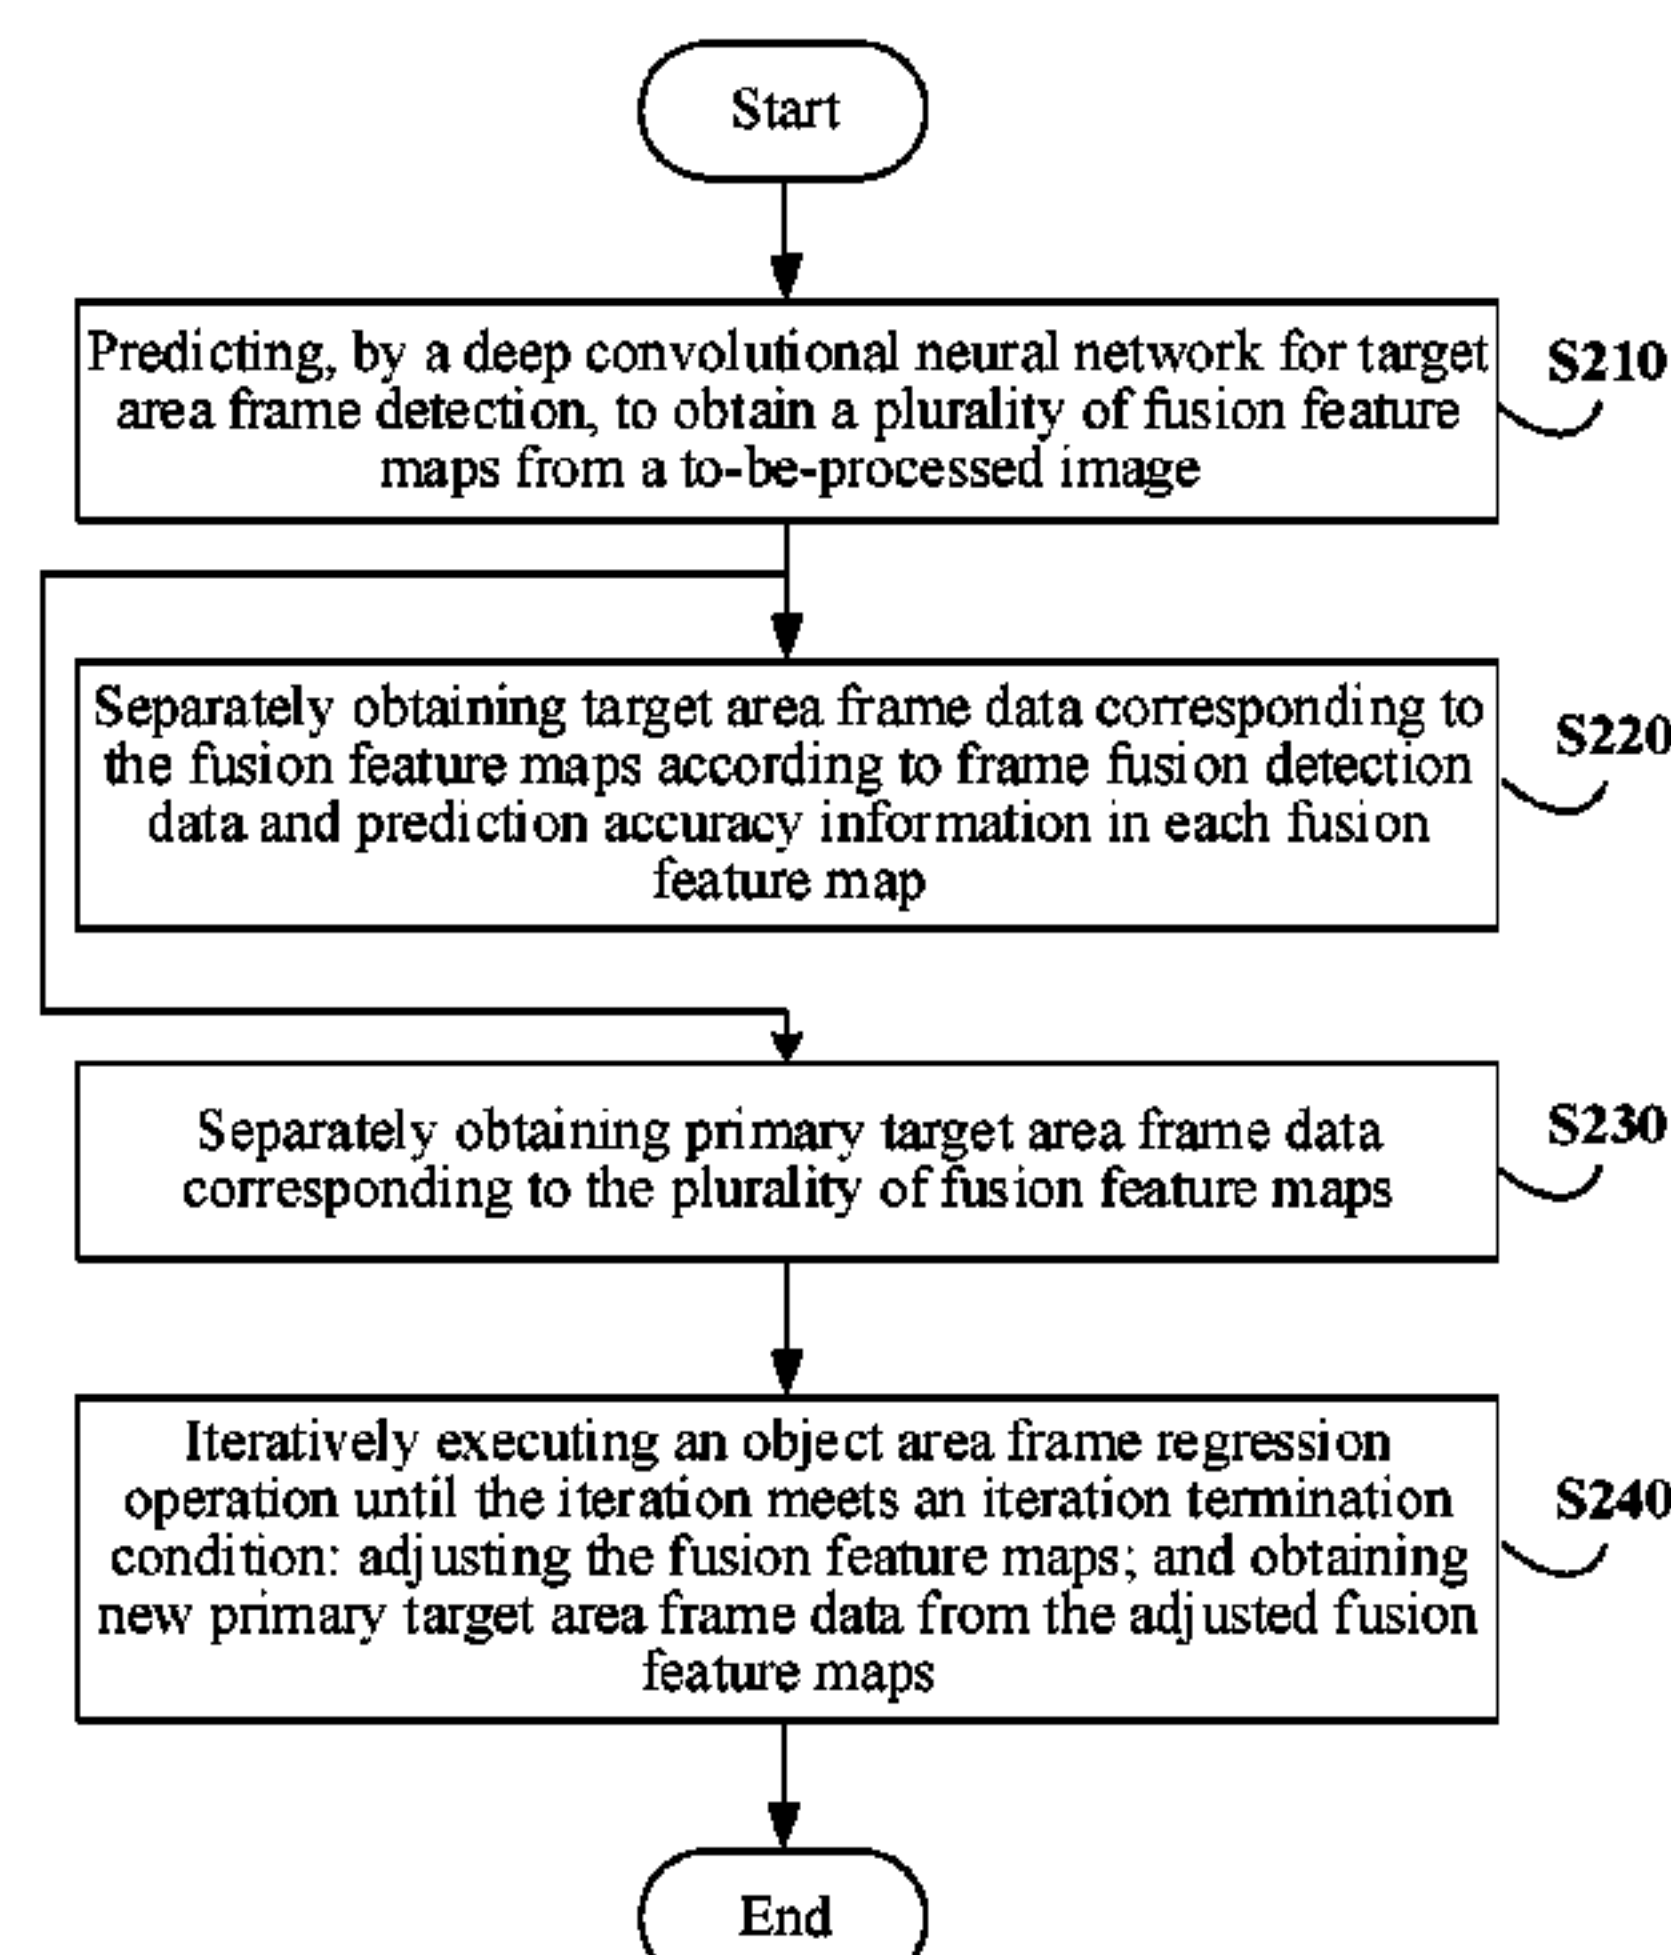 Start
Predicting, by a deep convolutional neural network for target
area frame detection, to obtain a plurality of fusion feature
maps from a to-be-processed image
S210
Separately obtaining target area frame data corresponding to
the fusion feature maps according to frame fusion detection
data and prediction accuracy information in each fusion
feature map
S220
Separately obtaining primary target area frame data
corresponding to the plurality of fusion feature maps
S230
Iteratively executing an object area frame regression
operation until the iteration meets an iteration termination
condition: adjusting the fusion feature maps; and obtaining
new primary target area frame data from the adjusted fusion
feature maps
S240
End